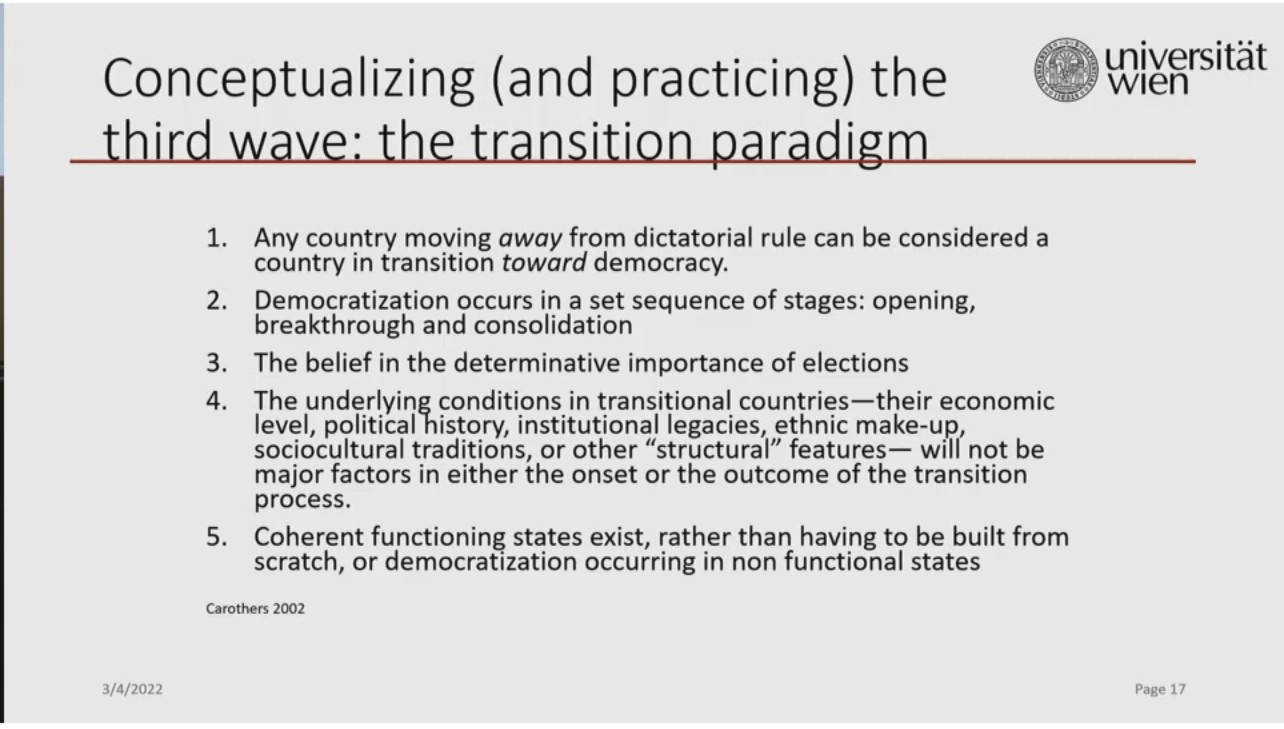 Conceptualizing (and practicing) the
third wave: the transition paradigm
universität
wien
1. Any country moving away from dictatorial rule can be considered a
country in transition toward democracy.
2. Democratization occurs in a set sequence of stages: opening,
breakthrough and consolidation
3. The belief in the determinative importance of elections
4. The underlying conditions in transitional countries—their economic
level, political history, institutional legacies, ethnic make-up,
sociocultural traditions, or other “structural” features— will not be
major factors in either the onset or the outcome of the transition
process.
5. Coherent functioning states exist, rather than having to be built from
scratch, or democratization occurring in non functional states
Carothers 2002
3/4/2022
Page 17